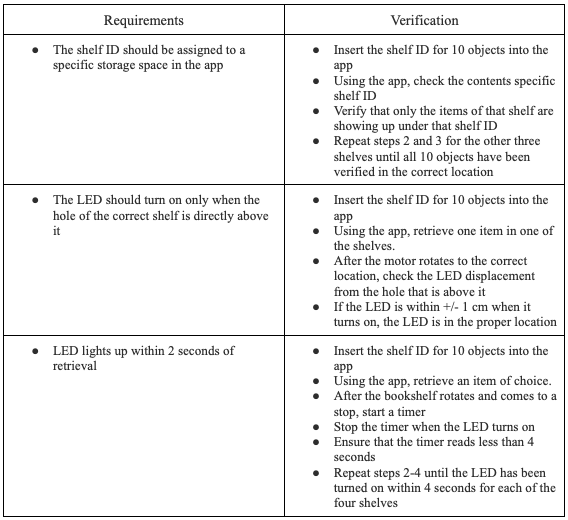 Requirements
Verification
● The shelf ID should be assigned to a
specific storage space in the app
● Insert the shelf ID for 10 objects into the
app
● Using the app, check the contents specific
shelf ID
● Verify that only the items of that shelf are
showing up under that shelf ID
● Repeat steps 2 and 3 for the other three
shelves until all 10 objects have been
verified in the correct location
● The LED should turn on only when the
hole of the correct shelf is directly above
it
● Insert the shelf ID for 10 objects into the
app
● Using the app, retrieve one item in one of
the shelves.
● After the motor rotates to the correct
location, check the LED displacement
from the hole that is above it
● If the LED is within +/- 1 cm when it
turns on, the LED is in the proper location
● LED lights up within 2 seconds of
retrieval
● Insert the shelf ID for 10 objects into the
app
● Using the app, retrieve an item of choice.
● After the bookshelf rotates and comes to a
stop, start a timer
● Stop the timer when the LED turns on
● Ensure that the timer reads less than 4
seconds
● Repeat steps 2-4 until the LED has been
turned on within 4 seconds for each of the
four shelves